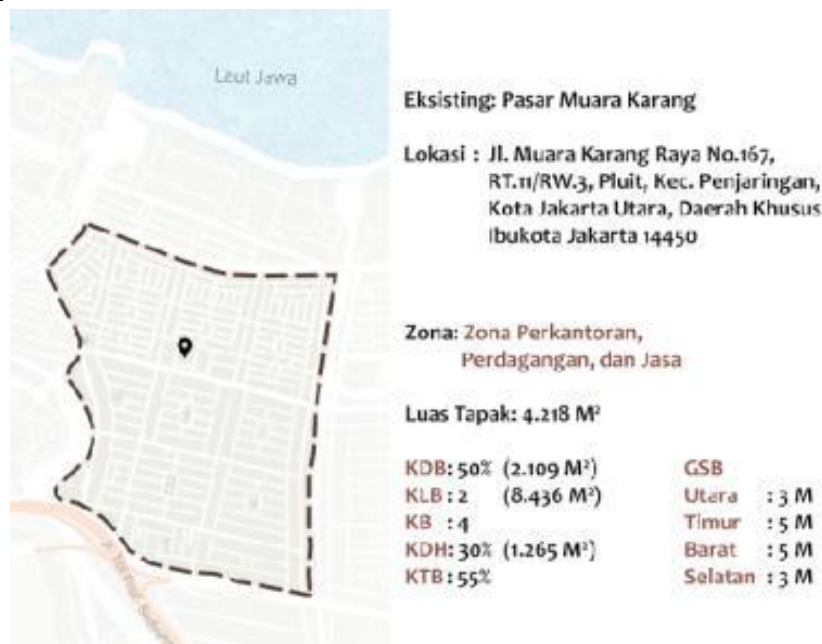 Laut Jawa
Eksisting: Pasar Muara Karang
Lokasi : Jl. Muara Karang Raya No.167,
RT.11/RW.3, Pluit, Kec. Penjaringan,
Kota Jakarta Utara, Daerah Khusus
Ibukota Jakarta 14450
Zona: Zona Perkantoran,
Perdagangan, dan Jasa
Luas Tapak: 4.218 M²
KDB: 50% (2.109 M²)
KLB : 2 (8.436 M²)
KB : 4
KDH: 30% (1.265 M²)
KTB : 55%
GSB
Utara : 3 M
Timur : 5 M
Barat : 5 M
Selatan : 3 M